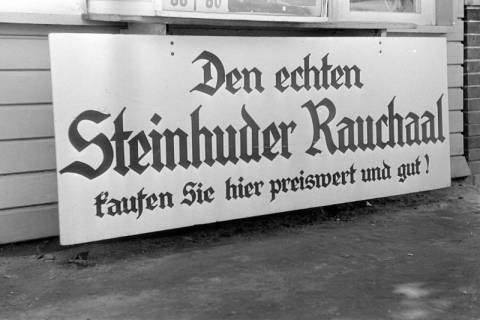 Den echten
Steinhuder Rauchaal
kaufen Sie hier preiswert und gut!